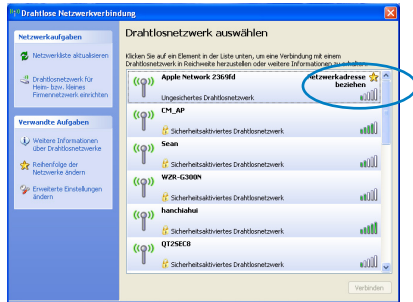 Drahtlose Netzwerkverbindung
Netzwerkaufgaben
Netzwerkliste aktualisieren
Drahtlosnetzwerk für
Heim- bzw. kleines
Firmennetzwerk einrichten
Verwandte Aufgaben
Weitere Informationen
über Drahtlosnetzwerke
Reihenfolge der
Netzwerke ändern
Erweiterte Einstellungen
ändern
Drahtlosnetzwerk auswählen
Klicken Sie auf ein Element in der Liste unten, um eine Verbindung mit einem
Drahtlosnetzwerk in Reichweite herzustellen oder weitere Informationen zu erhalten.
Apple Network 2369fd
Netzwerkadresse
beziehen
Ungesichertes Drahtlosnetzwerk
CM_AP
Sicherheitsaktiviertes Drahtlosnetzwerk
Sean
Sicherheitsaktiviertes Drahtlosnetzwerk
WZR-G300N
Sicherheitsaktiviertes Drahtlosnetzwerk
hanchiahui
Sicherheitsaktiviertes Drahtlosnetzwerk
QT2SEC8
Sicherheitsaktiviertes Drahtlosnetzwerk
Verbinden